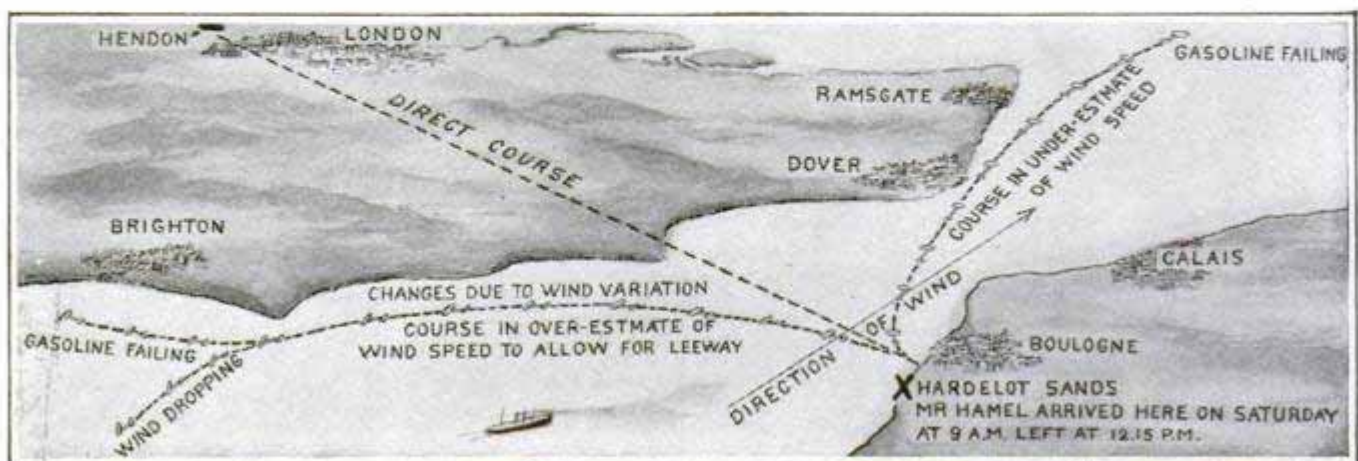 HENDON
LONDON
GASOLINE FAILING
RAMSGATE
DIRECT COURSE
DOVER
COURSE IN UNDER-ESTMATE
OF WIND SPEED
BRIGHTON
CALAIS
CHANGES DUE TO WIND VARIATION
GASOLINE FAILING
COURSE IN OVER-ESTMATE OF
WIND SPEED TO ALLOW FOR LEEWAY
WIND DROPPING
DIRECTION OF WIND
BOULOGNE
X HARDELOT SANDS
MR HAMEL ARRIVED HERE ON SATURDAY
AT 9 A.M. LEFT AT 12.15 P.M.